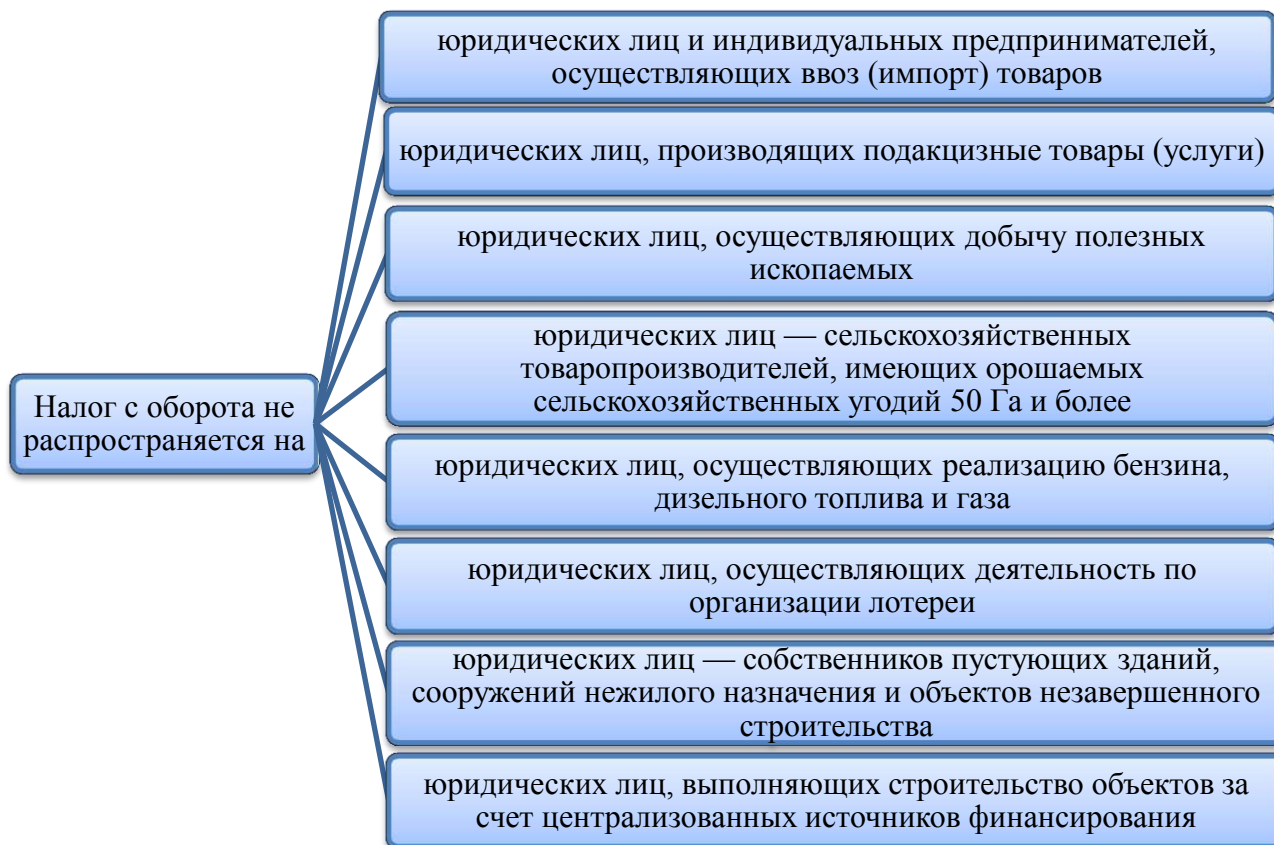 юридических лиц и индивидуальных предпринимателей,
осуществляющих ввоз (импорт) товаров
юридических лиц, производящих подакцизные товары (услуги)
юридических лиц, осуществляющих добычу полезных
ископаемых
юридических лиц — сельскохозяйственных
товаропроизводителей, имеющих орошаемых
сельскохозяйственных угодий 50 Га и более
Налог с оборота не
распространяется на
юридических лиц, осуществляющих реализацию бензина,
дизельного топлива и газа
юридических лиц, осуществляющих деятельность по
организации лотереи
юридических лиц — собственников пустующих зданий,
сооружений нежилого назначения и объектов незавершенного
строительства
юридических лиц, выполняющих строительство объектов за
счет централизованных источников финансирования